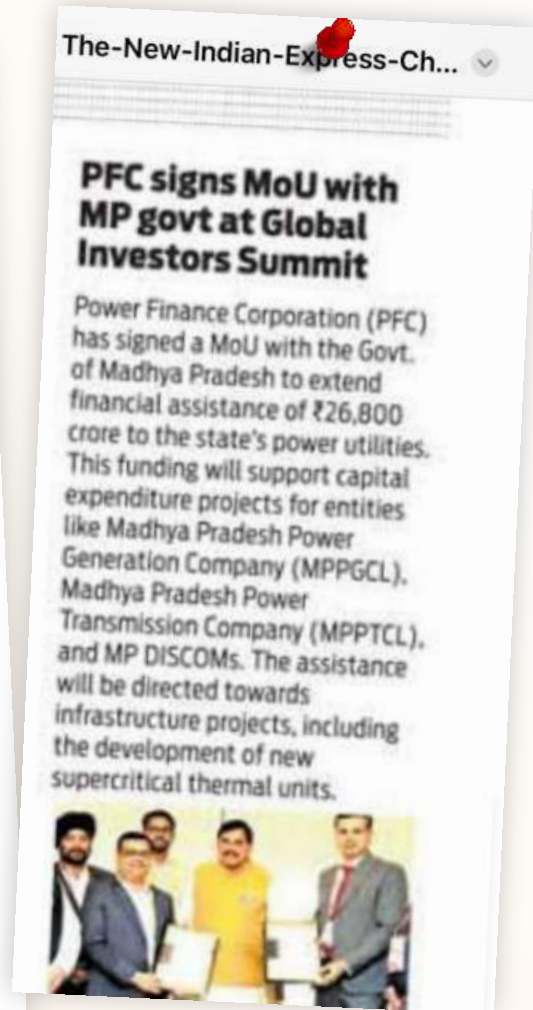 The-New-Indian-Express-Ch...
PFC signs MoU with
MP govt at Global
Investors Summit
Power Finance Corporation (PFC)
has signed a MoU with the Govt.
of Madhya Pradesh to extend
financial assistance of ₹26,800
crore to the state's power utilities.
This funding will support capital
expenditure projects for entities
like Madhya Pradesh Power
Generation Company (MPPGCL),
Madhya Pradesh Power
Transmission Company (MPPTCL),
and MP DISCOMs. The assistance
will be directed towards
infrastructure projects, including
the development of new
supercritical thermal units.